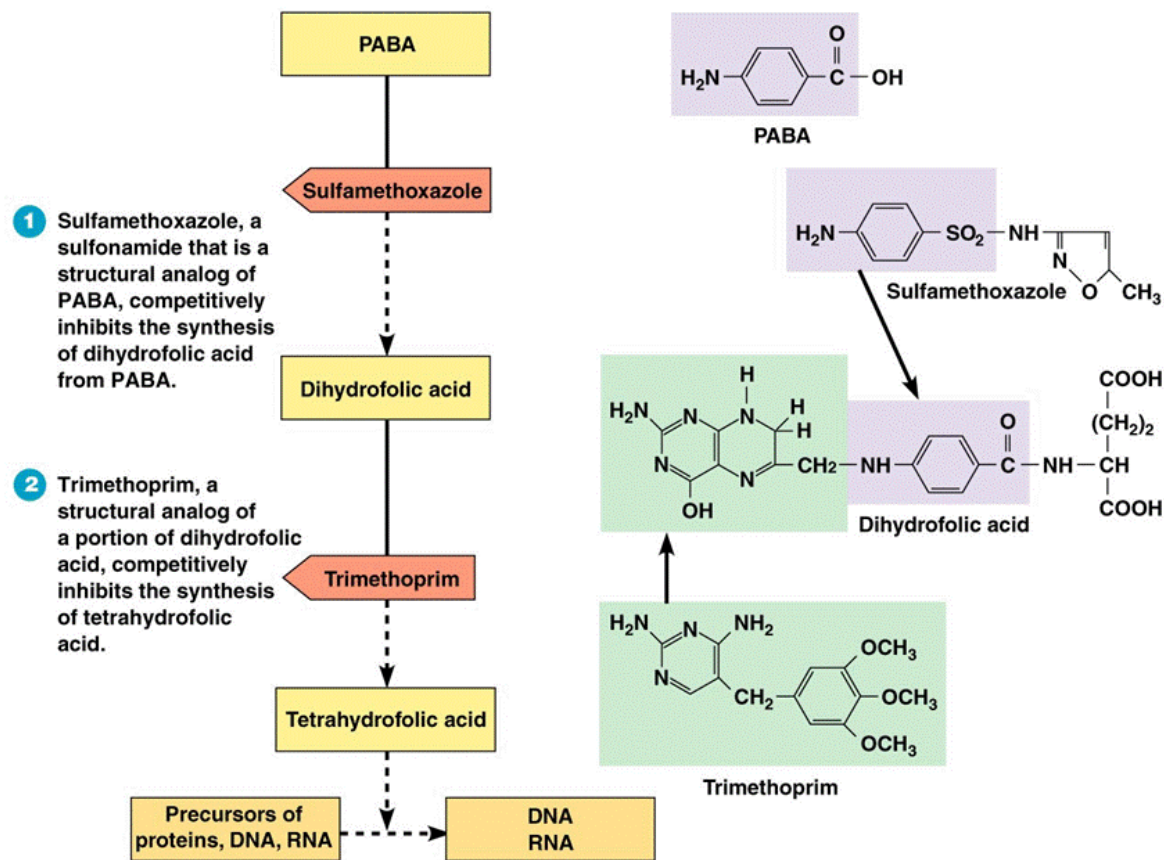 PABA
Sulfamethoxazole
1
Sulfamethoxazole, a
sulfonamide that is a
structural analog of
PABA, competitively
inhibits the synthesis
of dihydrofolic acid
from PABA.
Dihydrofolic acid
2
Trimethoprim, a
structural analog of
a portion of dihydrofolic
acid, competitively
inhibits the synthesis
of tetrahydrofolic
acid.
Trimethoprim
Tetrahydrofolic acid
Precursors of
proteins, DNA, RNA
DNA
RNA
O
H₂N C OH
PABA
H₂N SO₂ NH
N
O CH₃
Sulfamethoxazole
H
COOH
H₂N N N H O (CH₂)₂
H
N N CH₂ NH C NH C H
OH COOH
Dihydrofolic acid
H₂N N NH₂
N OCH₃
CH₂ OCH₃
OCH₃
Trimethoprim